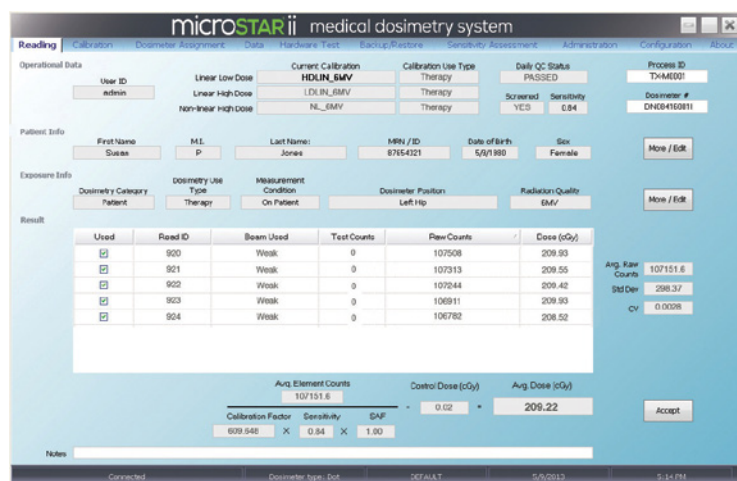 microSTARii medical dosimetry system
Reading Calibration Dosimeter Assignment Data Hardware Test Backup/Restore Sensitivity Assessment Administration Configuration About
Operational Data
User ID
admin
Current Calibration Calibration Use Type Daily QC Status Process ID
Linear Low Dose HDLIN_6MV Therapy PASSED TX4ME001
Linear High Dose LDLIN_6MV Therapy Screened Sensitivity Dosimeter #
Non-linear High Dose NL_6MV Therapy YES 0.84 DN084160811
Patient Info
First Name M.I. Last Name: MRN / ID Date of Birth Sex
Susan P Jones 87654321 5/9/1980 Female More / Edit
Exposure Info
Dosimetry Category Dosimetry Use Type Measurement Condition Dosimeter Position Radiation Quality
Patient Therapy On Patient Left Hip 6MV More / Edit
Result
Used Read ID Beam Used Test Counts Raw Counts Dose (cGy)
920 Weak 0 107508 209.93
921 Weak 0 107313 209.55
922 Weak 0 107244 209.42
923 Weak 0 106911 209.93
924 Weak 0 106782 208.52
Avg. Raw Counts 107151.6
Std Dev 298.37
CV 0.0028
Avg. Element Counts Control Dose (cGy) Avg. Dose (cGy)
107151.6 - 0.02 = 209.22 Accept
Calibration Factor Sensitivity SAF
609.648 X 0.84 X 1.00
Notes
Connected Dosimeter type: Dot DEFAULT 5/9/2013 5:14 PM